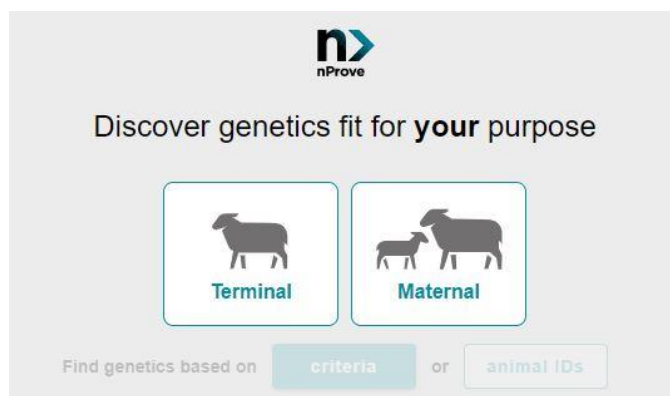 n
nProve
Discover genetics fit for your purpose
Terminal
Maternal
Find genetics based on criteria or animal IDs